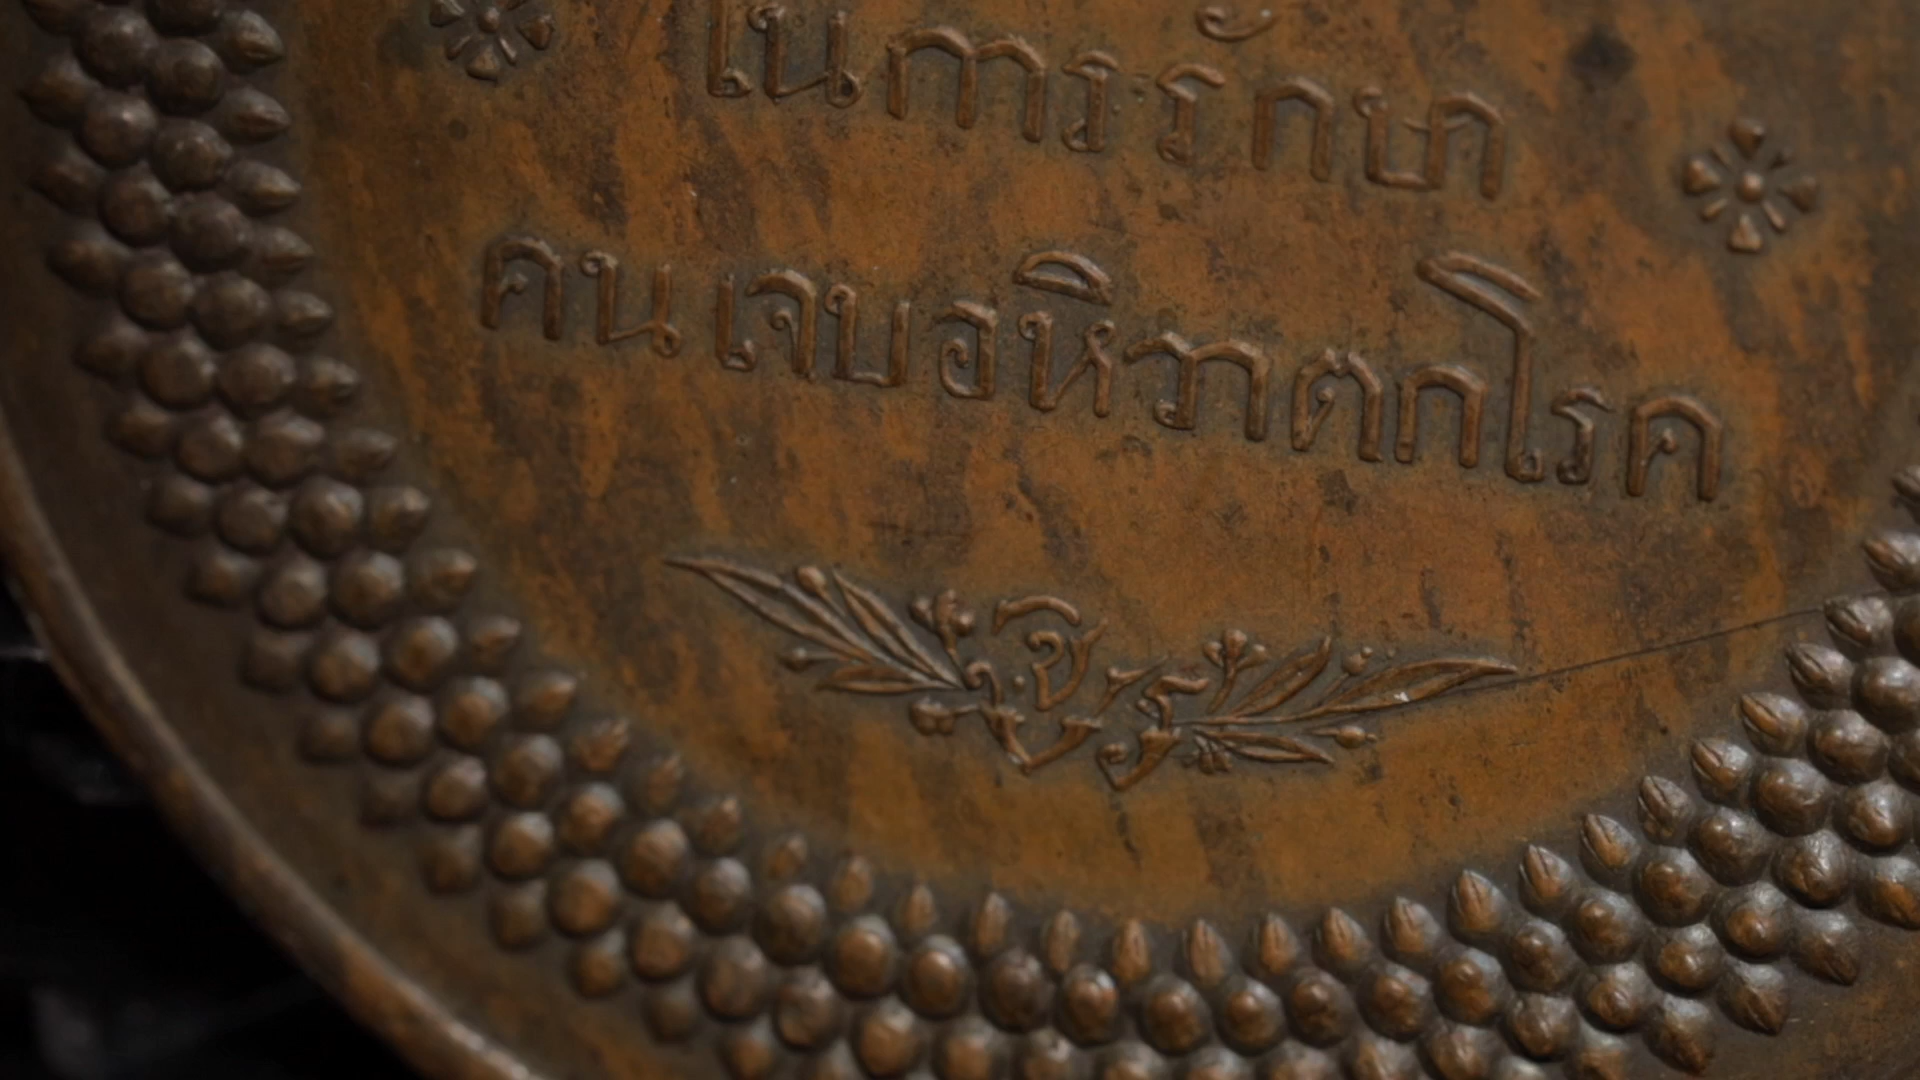 ในการรักษา
คนเจบอหิวาตกโรค